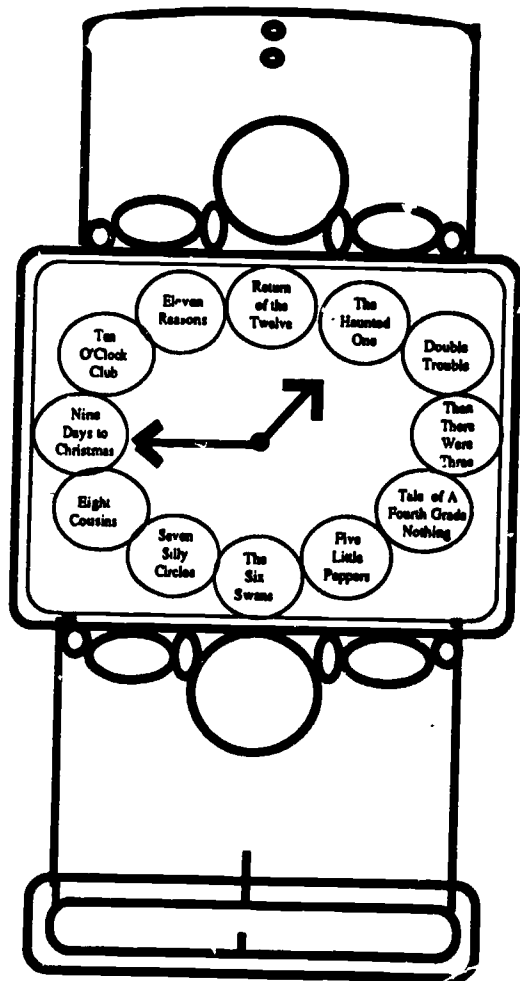 Return
of the
Twelve
The
Haunted
One
Double
Trouble
Then
There
Were
Three
Tale of A
Fourth Grade
Nothing
Five
Little
Peppers
The
Six
Swans
Seven
Silly
Circles
Eight
Cousins
Nine
Days to
Christmas
Ten
O'Clock
Club
Eleven
Reasons